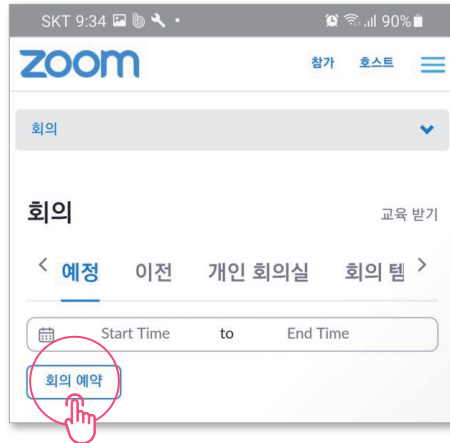 SKT 9:34 90%
zoom 참가 호스트
회의
회의 교육 받기
예정 이전 개인 회의실 회의 템
Start Time to End Time
회의 예약